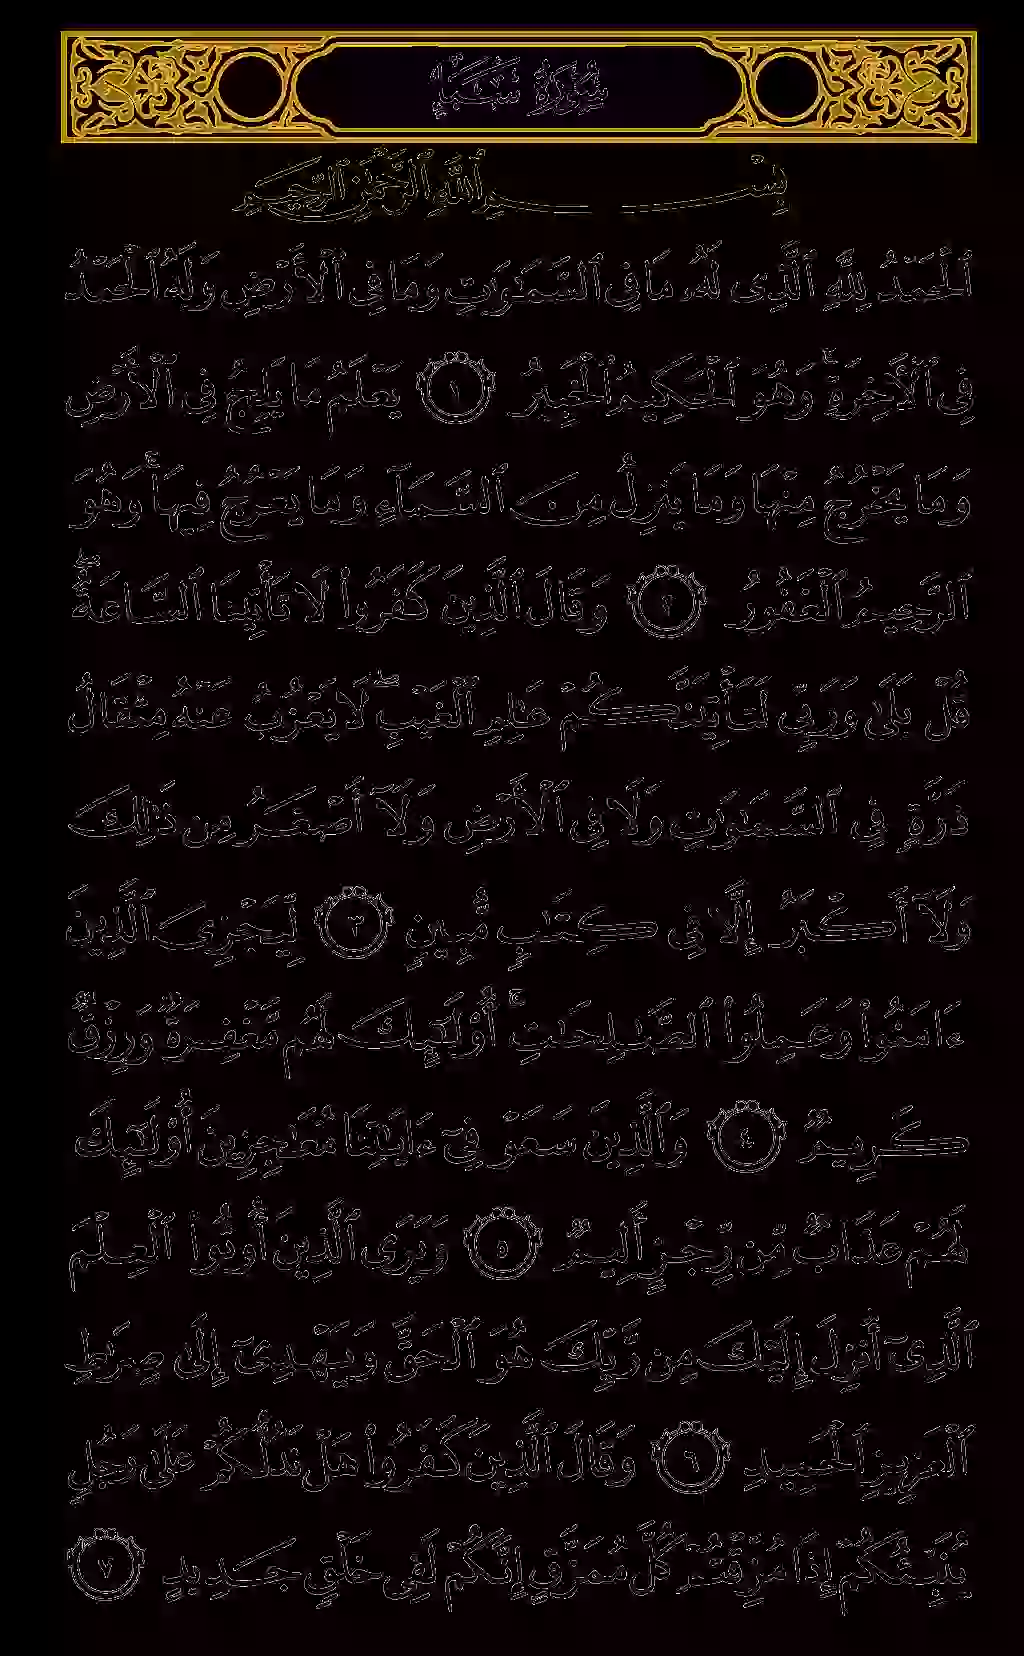 سُورَةُ سَبَإٍ
بِسْمِ ٱللَّهِ ٱلرَّحْمَٰنِ ٱلرَّحِيمِ
ٱلْحَمْدُ لِلَّهِ ٱلَّذِى لَهُۥ مَا فِى ٱلسَّمَٰوَٰتِ وَمَا فِى ٱلْأَرْضِ وَلَهُ ٱلْحَمْدُ
فِى ٱلْأَخِرَةِ ۚ وَهُوَ ٱلْحَكِيمُ ٱلْخَبِيرُ ١ يَعْلَمُ مَا يَلِجُ فِى ٱلْأَرْضِ
وَمَا يَخْرُجُ مِنْهَا وَمَا يَنزِلُ مِنَ ٱلسَّمَآءِ وَمَا يَعْرُجُ فِيهَا ۚ وَهُوَ
ٱلرَّحِيمُ ٱلْغَفُورُ ٢ وَقَالَ ٱلَّذِينَ كَفَرُوا۟ لَا تَأْتِينَا ٱلسَّاعَةُ ۖ
قُلْ بَلَىٰ وَرَبِّى لَتَأْتِيَنَّكُمْ عَٰلِمِ ٱلْغَيْبِ ۖ لَا يَعْزُبُ عَنْهُ مِثْقَالُ
ذَرَّةٍ فِى ٱلسَّمَٰوَٰتِ وَلَا فِى ٱلْأَرْضِ وَلَآ أَصْغَرُ مِن ذَٰلِكَ
وَلَآ أَكْبَرُ إِلَّا فِى كِتَٰبٍ مُّبِينٍ ٣ لِّيَجْزِىَ ٱلَّذِينَ
ءَامَنُوا۟ وَعَمِلُوا۟ ٱلصَّٰلِحَٰتِ ۚ أُو۟لَٰٓئِكَ لَهُم مَّغْفِرَةٌ وَرِزْقٌ
كَرِيمٌ ٤ وَٱلَّذِينَ سَعَوْ فِىٓ ءَايَٰتِنَا مُعَٰجِزِينَ أُو۟لَٰٓئِكَ
لَهُمْ عَذَابٌ مِّن رِّجْزٍ أَلِيمٌ ٥ وَيَرَى ٱلَّذِينَ أُوتُوا۟ ٱلْعِلْمَ
ٱلَّذِىٓ أُنزِلَ إِلَيْكَ مِن رَّبِّكَ هُوَ ٱلْحَقَّ وَيَهْدِىٓ إِلَىٰ صِرَٰطِ
ٱلْعَزِيزِ ٱلْحَمِيدِ ٦ وَقَالَ ٱلَّذِينَ كَفَرُوا۟ هَلْ نَدُلُّكُمْ عَلَىٰ رَجُلٍ
يُنَبِّئُكُمْ إِذَا مُزِّقْتُمْ كُلَّ مُمَزَّقٍ إِنَّكُمْ لَفِى خَلْقٍ جَدِيدٍ ٧